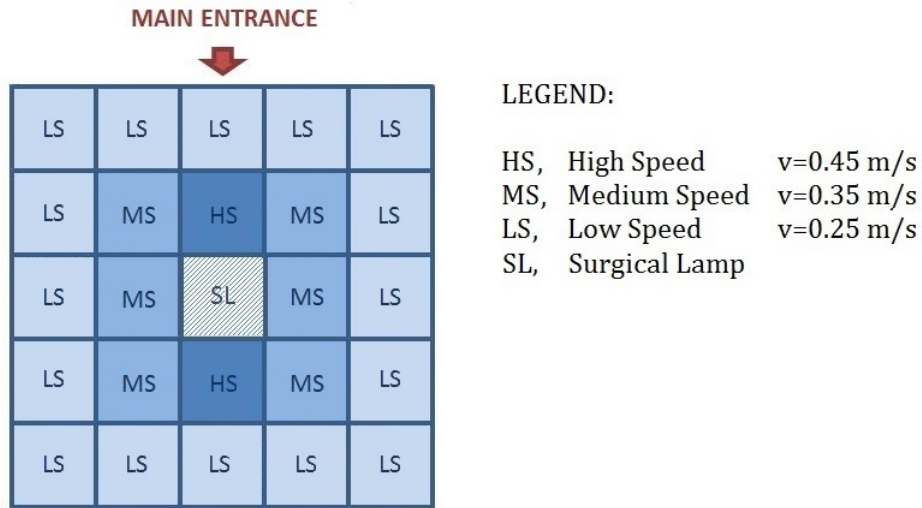 MAIN ENTRANCE
LS LS LS LS LS
LS MS HS MS LS
LS MS SL MS LS
LS MS HS MS LS
LS LS LS LS LS
LEGEND:
HS, High Speed v=0.45 m/s
MS, Medium Speed v=0.35 m/s
LS, Low Speed v=0.25 m/s
SL, Surgical Lamp